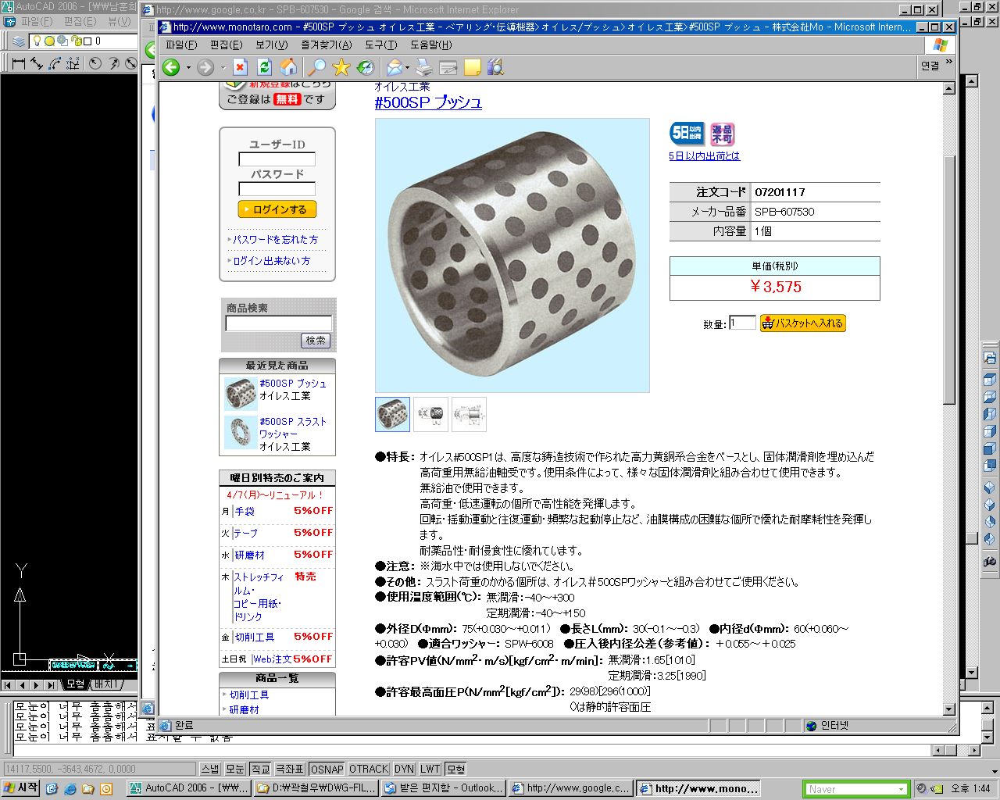 AutoCAD 2006 - [₩₩남훈희
http://www.google.co.kr - SPB-607530 - Google 검색 - Microsoft Internet Explorer
http://www.monotaro.com - #500SP ブッシュ オイレス工業 - ベアリング・伝導機器>オイレス/ブッシュ>オイレス工業>#500SP ブッシュ - 株式会社Mo - Microsoft Intern...
파일(F) 편집(E) 뷰(V)
파일(F) 편집(E) 보기(V) 즐겨찾기(A) 도구(T) 도움말(H)
0
연결 »
新規登録はこちら
ご登録は 無料 です
ユーザーID
パスワード
ログインする
パスワードを忘れた方
ログイン出来ない方
商品検索
検索
最近見た商品
#500SP ブッシュ
オイレス工業
#500SP スラスト
ワッシャー
オイレス工業
曜日別特売のご案内
4/7(月)~リニューアル!
月 手袋 5%OFF
火 テープ 5%OFF
水 研磨材 5%OFF
木 ストレッチフィ 特売
ルム・
コピー用紙・
ドリンク
金 切削工具 5%OFF
土日祝 Web注文 5%OFF
商品一覧
切削工具
研磨材
オイレス工業
#500SP ブッシュ
5日以内出荷 返品不可
5日以内出荷とは
注文コード 07201117
メーカー品番 SPB-607530
内容量 1個
単価(税別)
￥3,575
数量: 1 バスケットへ入れる
●特長: オイレス#500SP1は、高度な鋳造技術で作られた高力黄銅系合金をベースとし、固体潤滑剤を埋め込んだ
高荷重用無給油軸受です。使用条件によって、様々な固体潤滑剤と組み合わせて使用できます。
無給油で使用できます。
高荷重・低速運転の個所で高性能を発揮します。
回転・揺動運動と往復運動・頻繁な起動停止など、油膜構成の困難な個所で優れた耐摩耗性を発揮し
ます。
耐薬品性・耐侵食性に優れています。
●注意: ※海水中では使用しないでください。
●その他: スラスト荷重のかかる個所は、オイレス＃500SPワッシャーと組み合わせてご使用ください。
●使用温度範囲(℃): 無潤滑:-40～+300
定期潤滑:-40～+150
●外径D(Φmm): 75(+0.030～+0.011) ●長さL(mm): 30(-0.1～-0.3) ●内径d(Φmm): 60(+0.060～
+0.030) ●適合ワッシャー: SPW-6008 ●圧入後内径公差(参考値): ＋0.055～＋0.025
●許容PV値(N/mm²・m/s)[kgf/cm²・m/min]: 無潤滑:1.65[1010]
定期潤滑:3.25[1990]
●許容最高面圧P(N/mm²[kgf/cm²]): 29(98)[296(1000)]
()は静的許容面圧
완료
인터넷
Y
X
모형 배치1
모눈이 너무 촘촘해서
모눈이 너무 촘촘해서
모눈이 너무 촘촘해서
모눈이 너무 촘촘해서 표시할 수 없음
14117,5500, -3643,4672, 0,0000 스냅 모눈 직교 극좌표 OSNAP OTRACK DYN LWT 모형
시작 AutoCAD 2006 - [₩₩... D:₩곽철우₩DWG-FIL... 받은 편지함 - Outlook... http://www.google,c... http://www.mono... Naver 오후 1:44